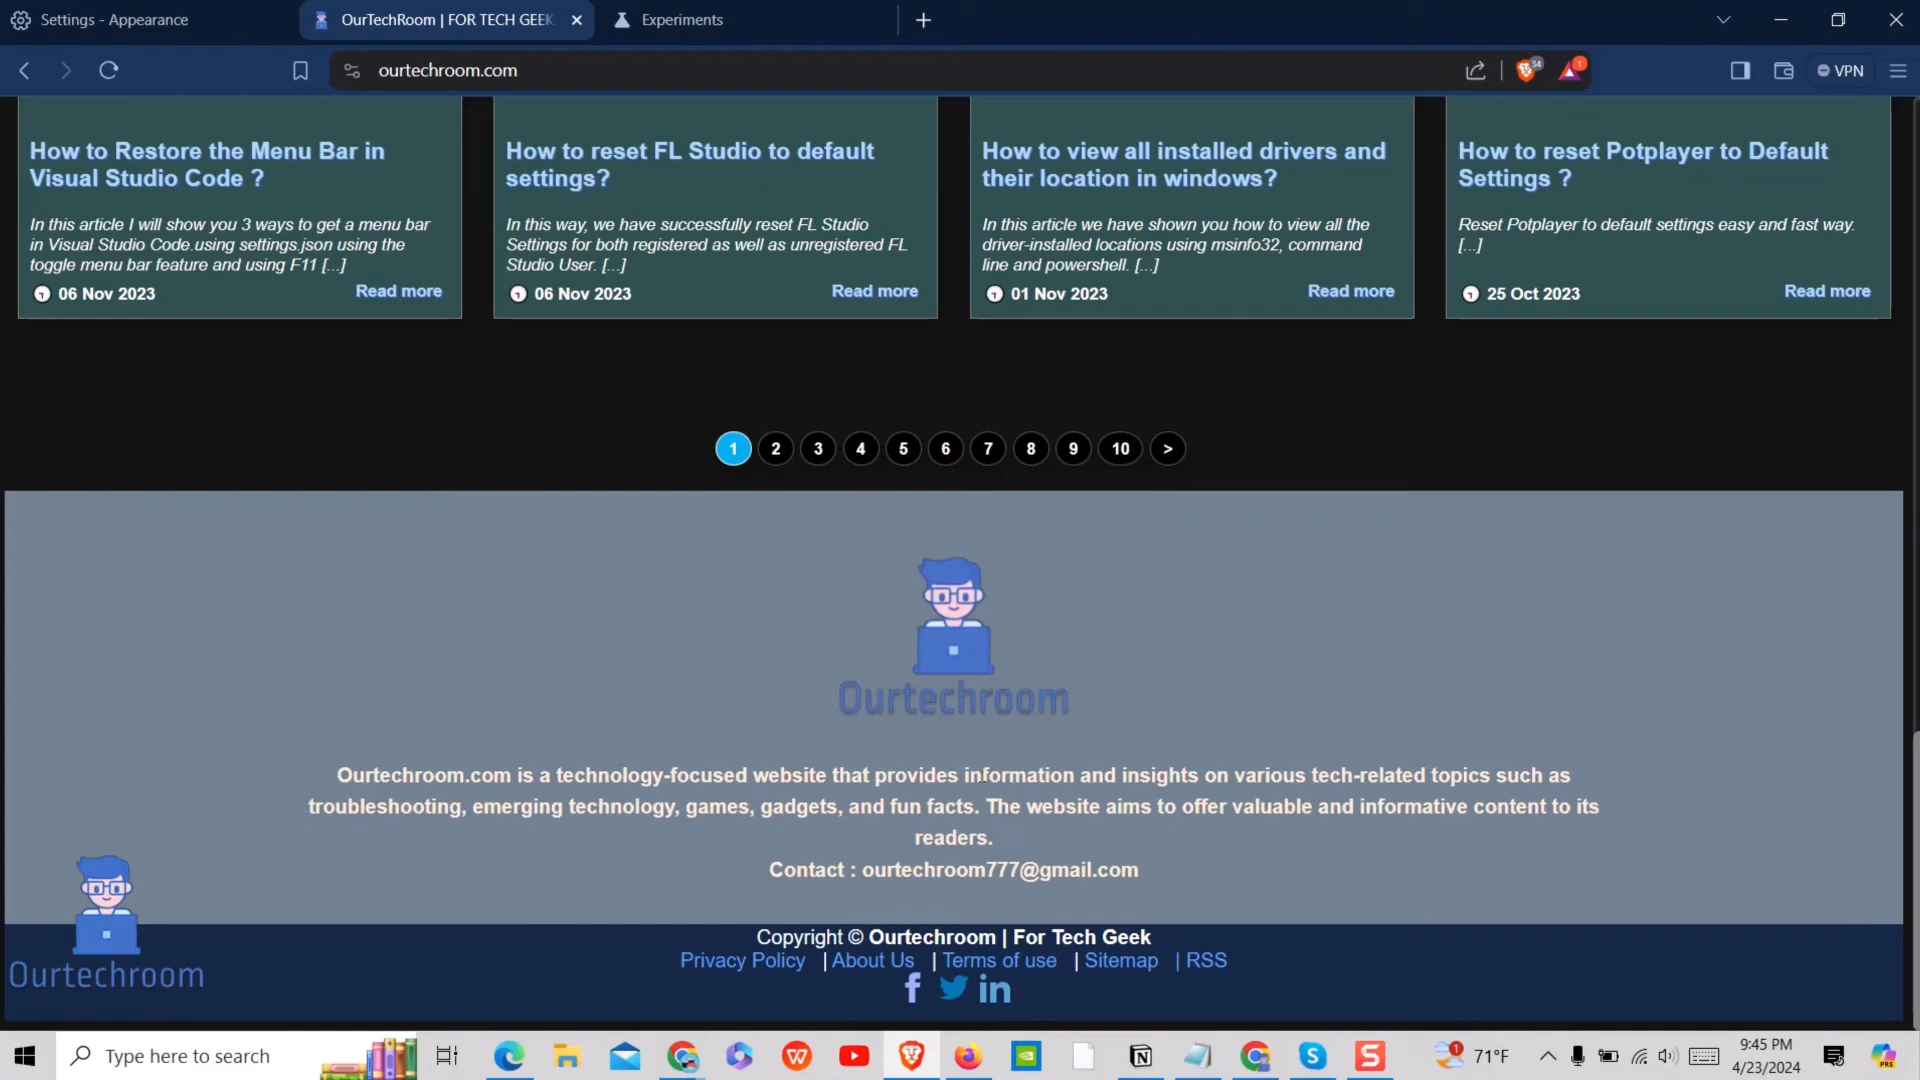 Settings - Appearance
OurTechRoom | FOR TECH GEEK
Experiments
ourtechroom.com
34
1
VPN
How to Restore the Menu Bar in
Visual Studio Code ?
In this article I will show you 3 ways to get a menu bar
in Visual Studio Code.using settings.json using the
toggle menu bar feature and using F11 [...]
06 Nov 2023
Read more
How to reset FL Studio to default
settings?
In this way, we have successfully reset FL Studio
Settings for both registered as well as unregistered FL
Studio User. [...]
06 Nov 2023
Read more
How to view all installed drivers and
their location in windows?
In this article we have shown you how to view all the
driver-installed locations using msinfo32, command
line and powershell. [...]
01 Nov 2023
Read more
How to reset Potplayer to Default
Settings ?
Reset Potplayer to default settings easy and fast way.
[...]
25 Oct 2023
Read more
1 2 3 4 5 6 7 8 9 10 >
Ourtechroom
Ourtechroom.com is a technology-focused website that provides information and insights on various tech-related topics such as
troubleshooting, emerging technology, games, gadgets, and fun facts. The website aims to offer valuable and informative content to its
readers.
Contact : ourtechroom777@gmail.com
Copyright © Ourtechroom | For Tech Geek
Privacy Policy | About Us | Terms of use | Sitemap | RSS
Ourtechroom
Type here to search
1
71°F
9:45 PM
4/23/2024
PRE